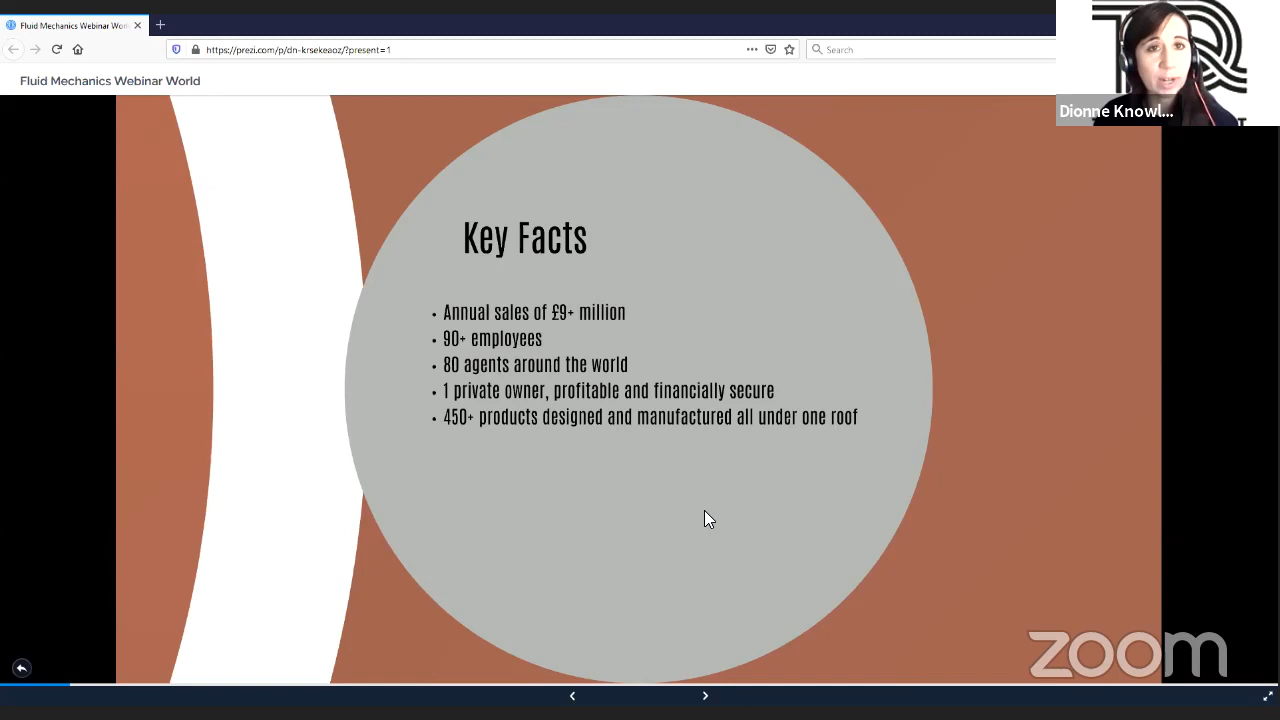 Fluid Mechanics Webinar Wor
https://prezi.com/p/dn-krsekeaoz/?present=1
Search
Fluid Mechanics Webinar World
Dionne Knowl...
Key Facts
• Annual sales of £9+ million
• 90+ employees
• 80 agents around the world
• 1 private owner, profitable and financially secure
• 450+ products designed and manufactured all under one roof
zoom